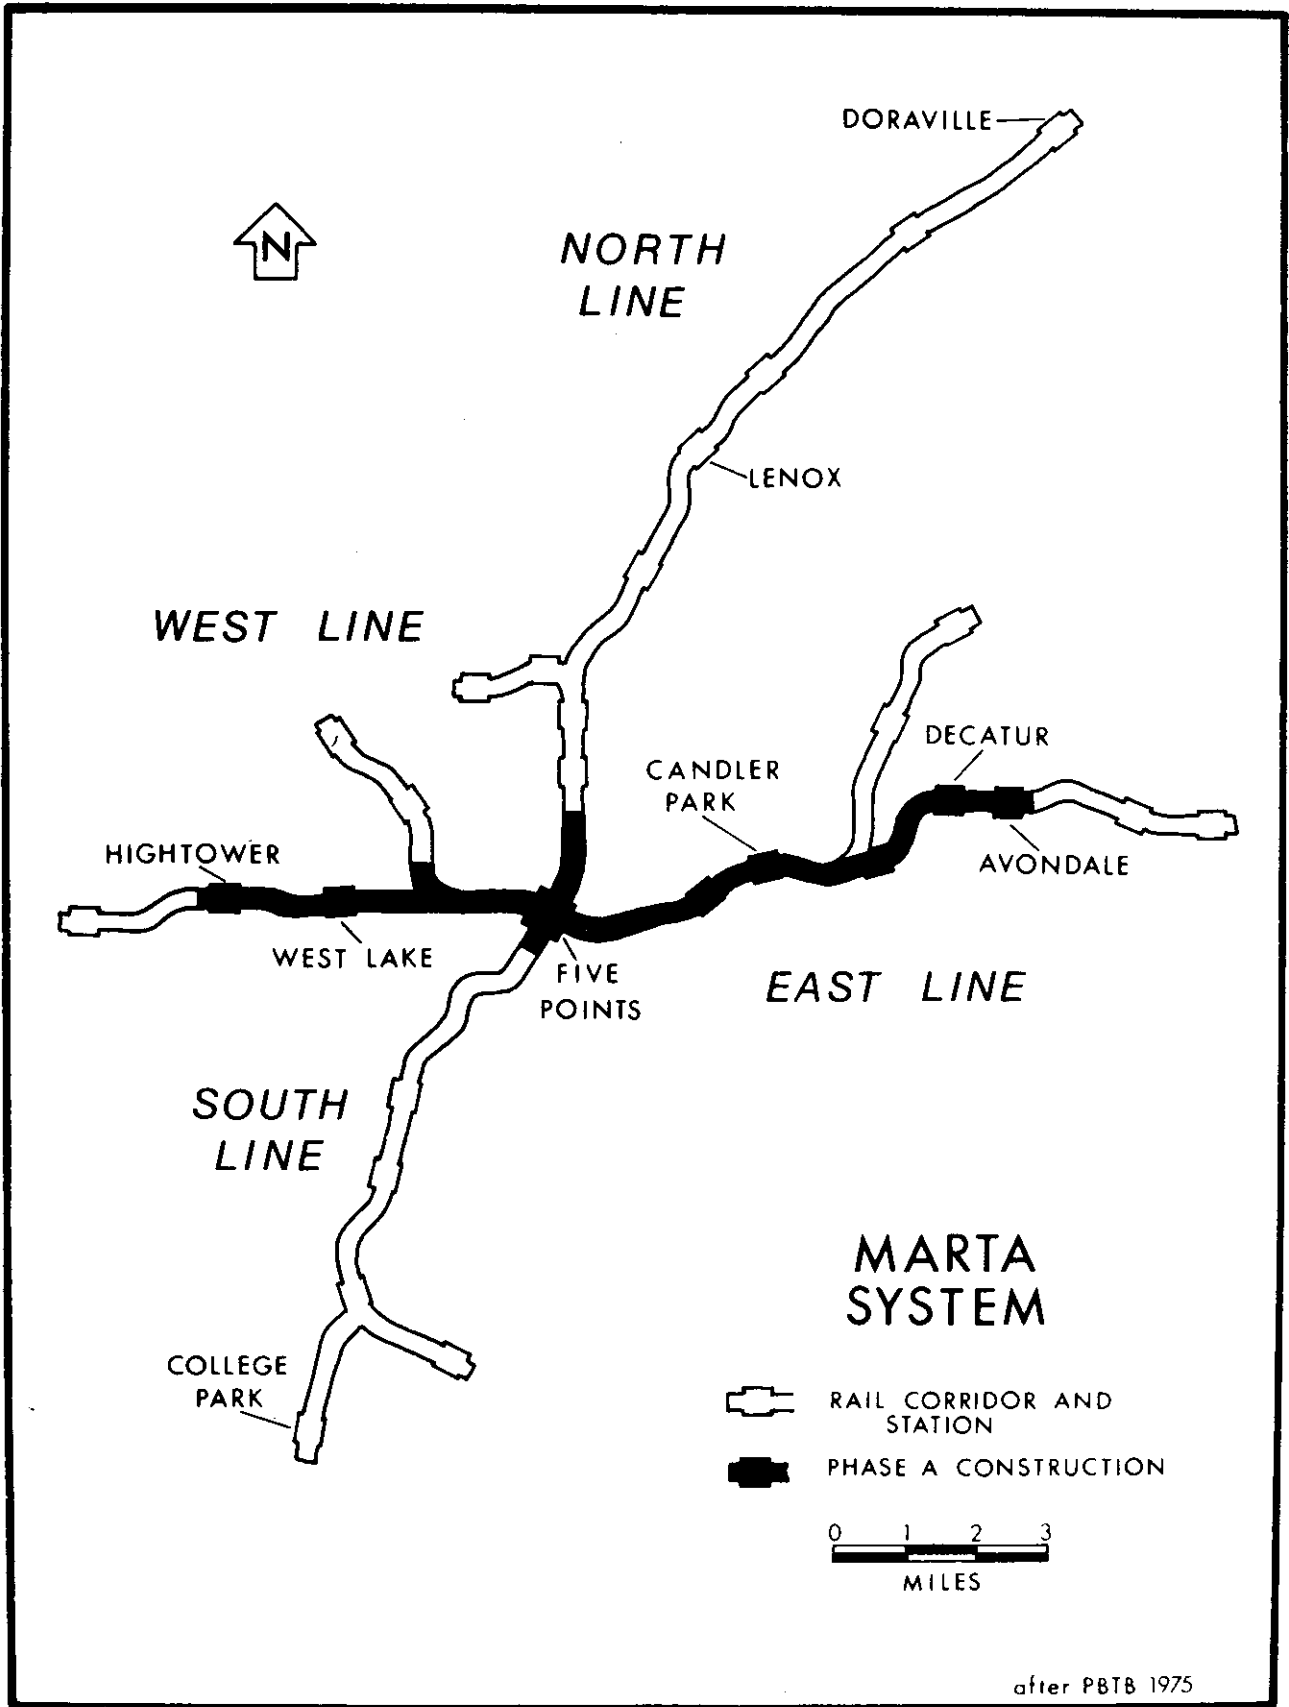 DORAVILLE
N
NORTH
LINE
LENOX
WEST LINE
DECATUR
CANDLER
PARK
HIGHTOWER
AVONDALE
WEST LAKE
FIVE
POINTS
EAST LINE
SOUTH
LINE
MARTA
SYSTEM
COLLEGE
PARK
RAIL CORRIDOR AND
STATION
PHASE A CONSTRUCTION
0 1 2 3
MILES
after PBTB 1975